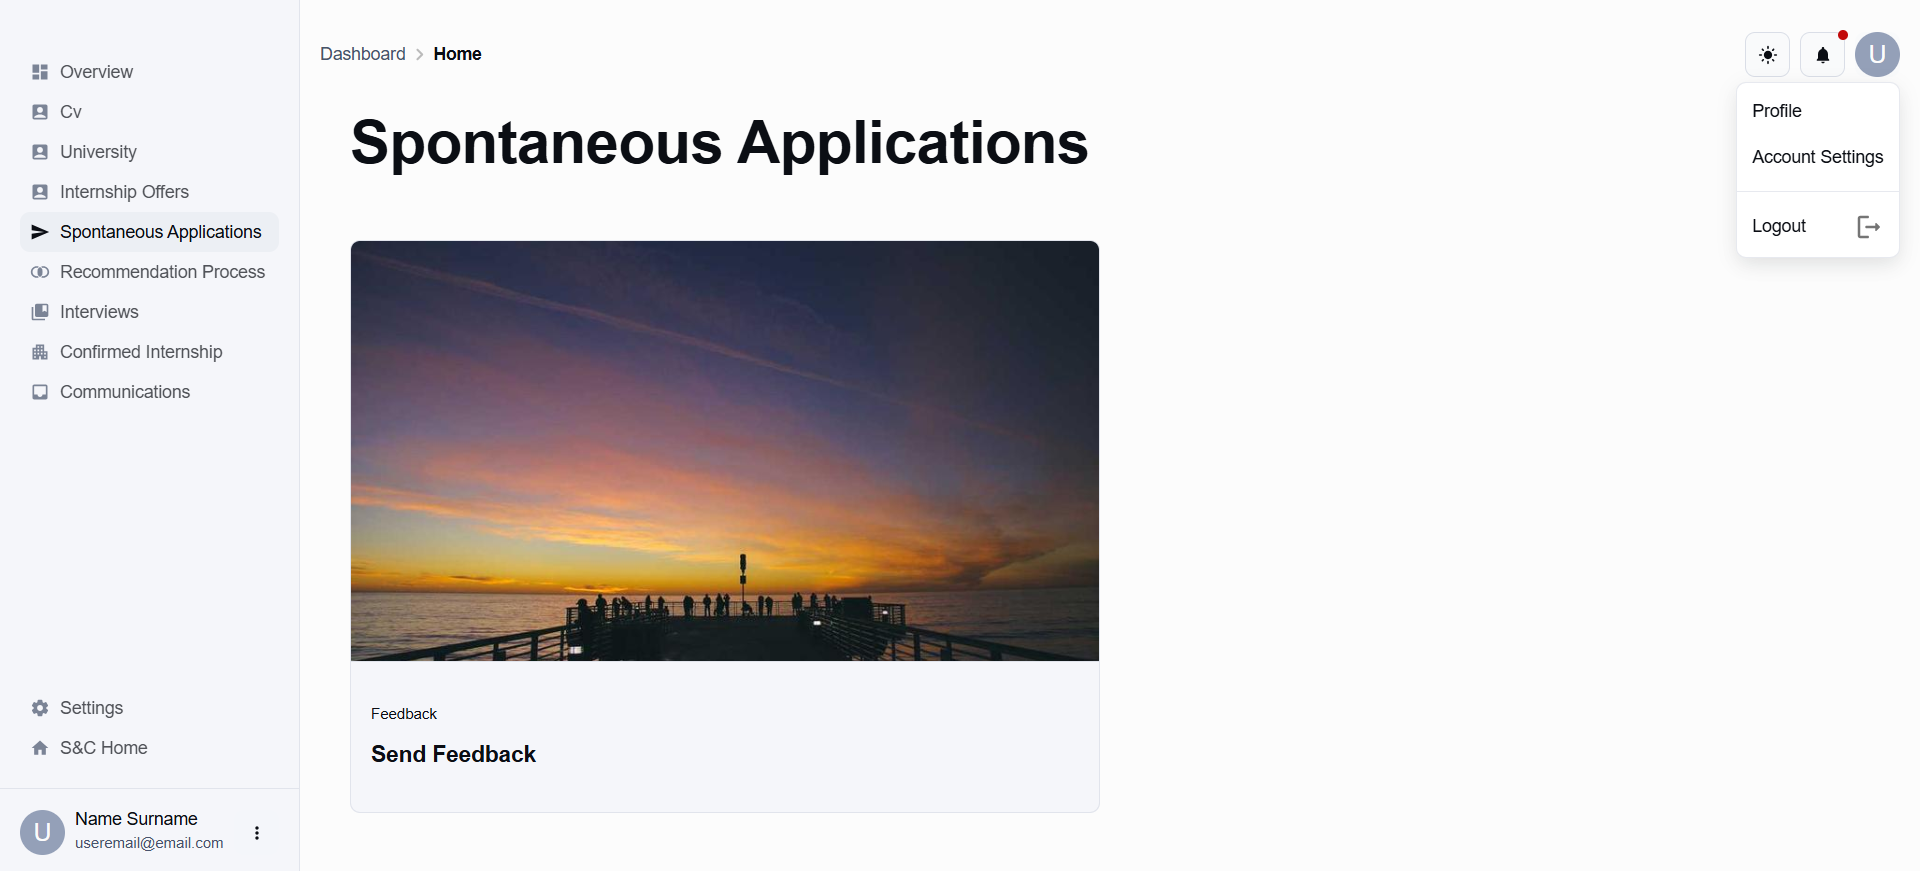 Overview
Cv
University
Internship Offers
Spontaneous Applications
Recommendation Process
Interviews
Confirmed Internship
Communications
Settings
S&C Home
U
Name Surname
useremail@email.com
Dashboard > Home
U
Profile
Account Settings
Logout
Spontaneous Applications
Feedback
Send Feedback